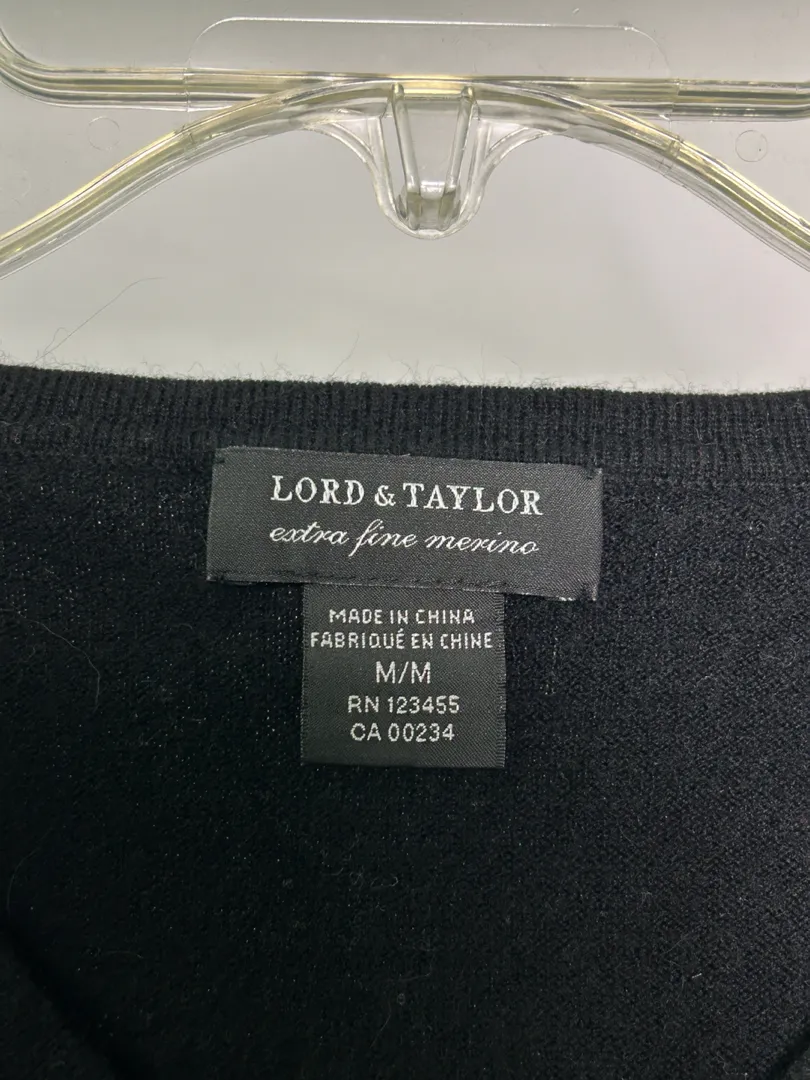 LORD & TAYLOR
extra fine merino
MADE IN CHINA
FABRIQUÉ EN CHINE
M/M
RN 123455
CA 00234